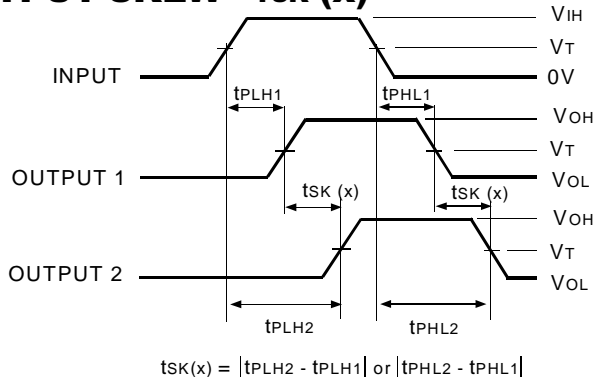 tSK (x)
VIH
VT
INPUT
0V
tPLH1
tPHL1
VOH
VT
OUTPUT 1
VOL
tSK (x)
tSK (x)
VOH
VT
OUTPUT 2
VOL
tPLH2
tPHL2
tSK(x) = |tPLH2 - tPLH1| or |tPHL2 - tPHL1|